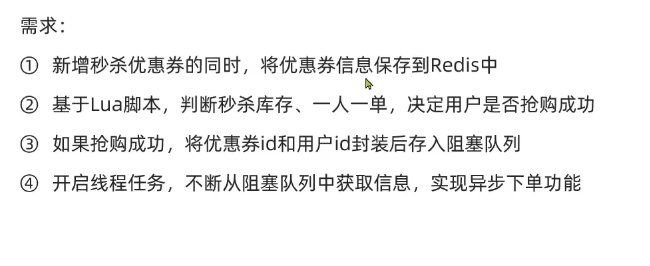 需求：
① 新增秒杀优惠券的同时，将优惠券信息保存到Redis中
② 基于Lua脚本，判断秒杀库存、一人一单，决定用户是否抢购成功
③ 如果抢购成功，将优惠券id和用户id封装后存入阻塞队列
④ 开启线程任务，不断从阻塞队列中获取信息，实现异步下单功能